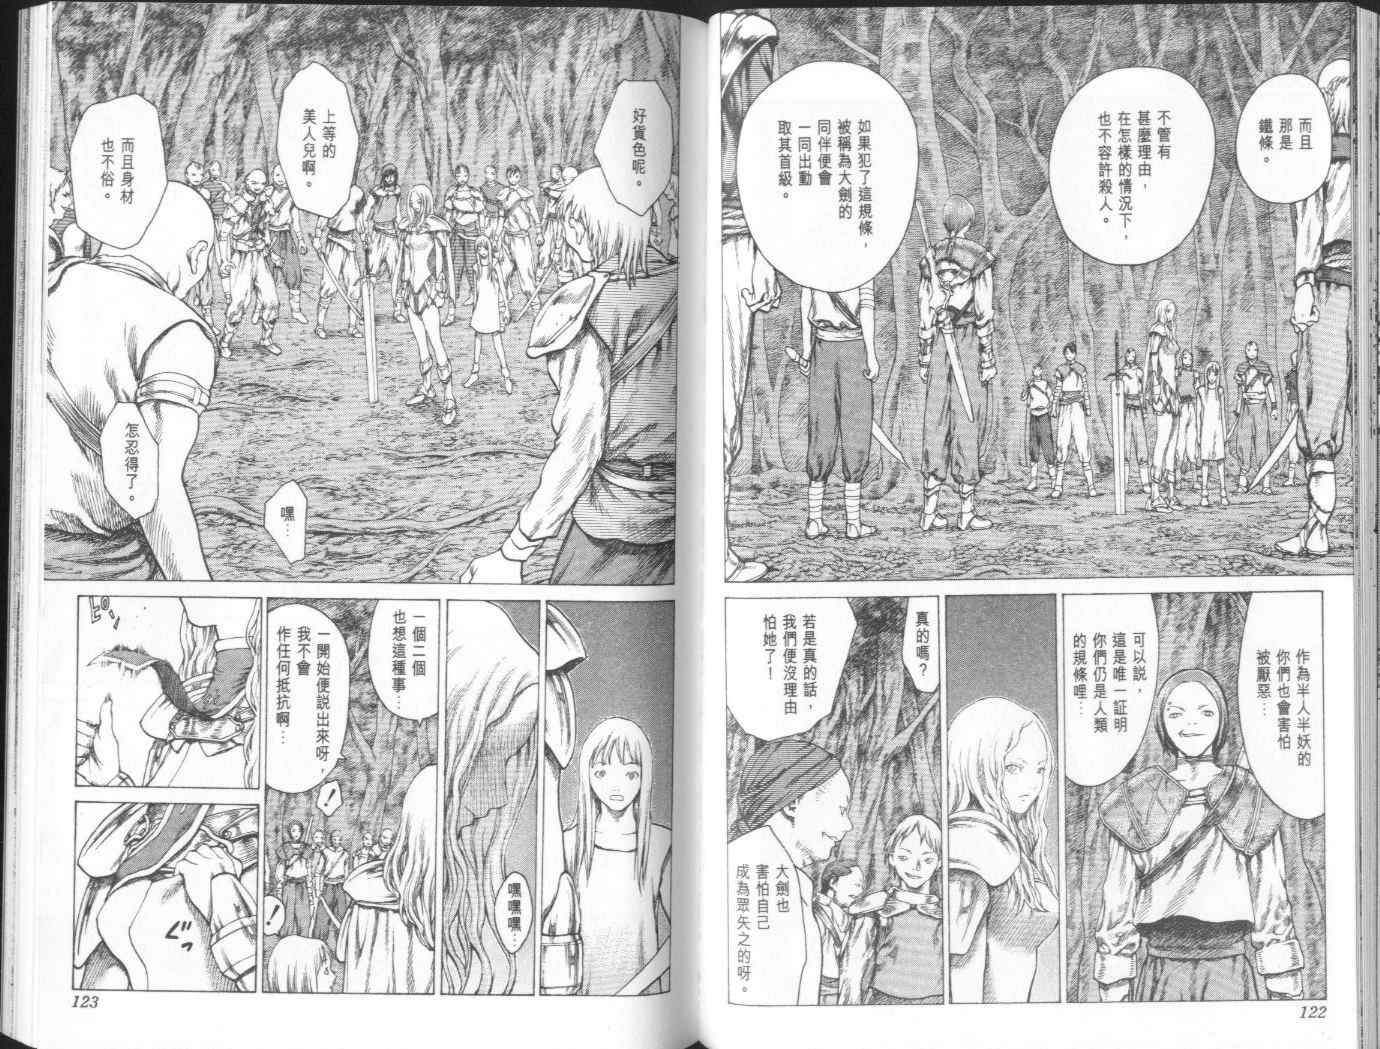 而且
那是
鐵條。
不管有
甚麼理由，
在怎樣的情況下，
也不容許殺人。
如果犯了這規條，
被稱為大劍的
同伴便會
一同出動
取其首級。
作為半人半妖的
你們也會害怕
被厭惡…
可以說，
這是唯一証明
你們仍是人類
的規條哩…
真的嗎？
若是真的話，
我們便沒理由
怕她了！
大劍也
害怕自己
成為眾矢之的呀。
122
好貨色呢。
上等的
美人兒啊。
而且身材
也不俗。
怎忍得了。
嘿…
嘿嘿嘿…
一個二個
也想這種事…
一開始便說出來呀，
我不會
作任何抵抗啊…
！
！
ピッ
ぐっ
123